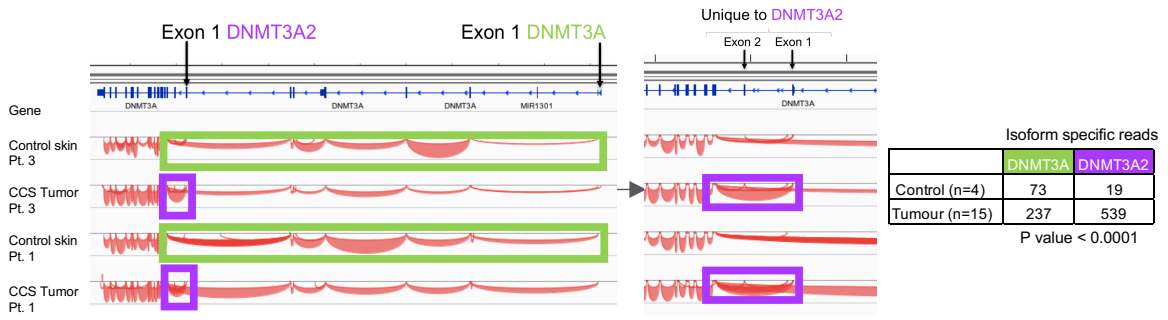 Unique to DNMT3A2
Exon 1 DNMT3A2
Exon 1 DNMT3A
Exon 2
Exon 1
Gene
DNMT3A
DNMT3A
DNMT3A
MIR1301
DNMT3A
Control skin
Pt. 3
CCS Tumor
Pt. 3
Control skin
Pt. 1
CCS Tumor
Pt. 1
Isoform specific reads
DNMT3A DNMT3A2
Control (n=4) 73 19
Tumour (n=15) 237 539
P value < 0.0001